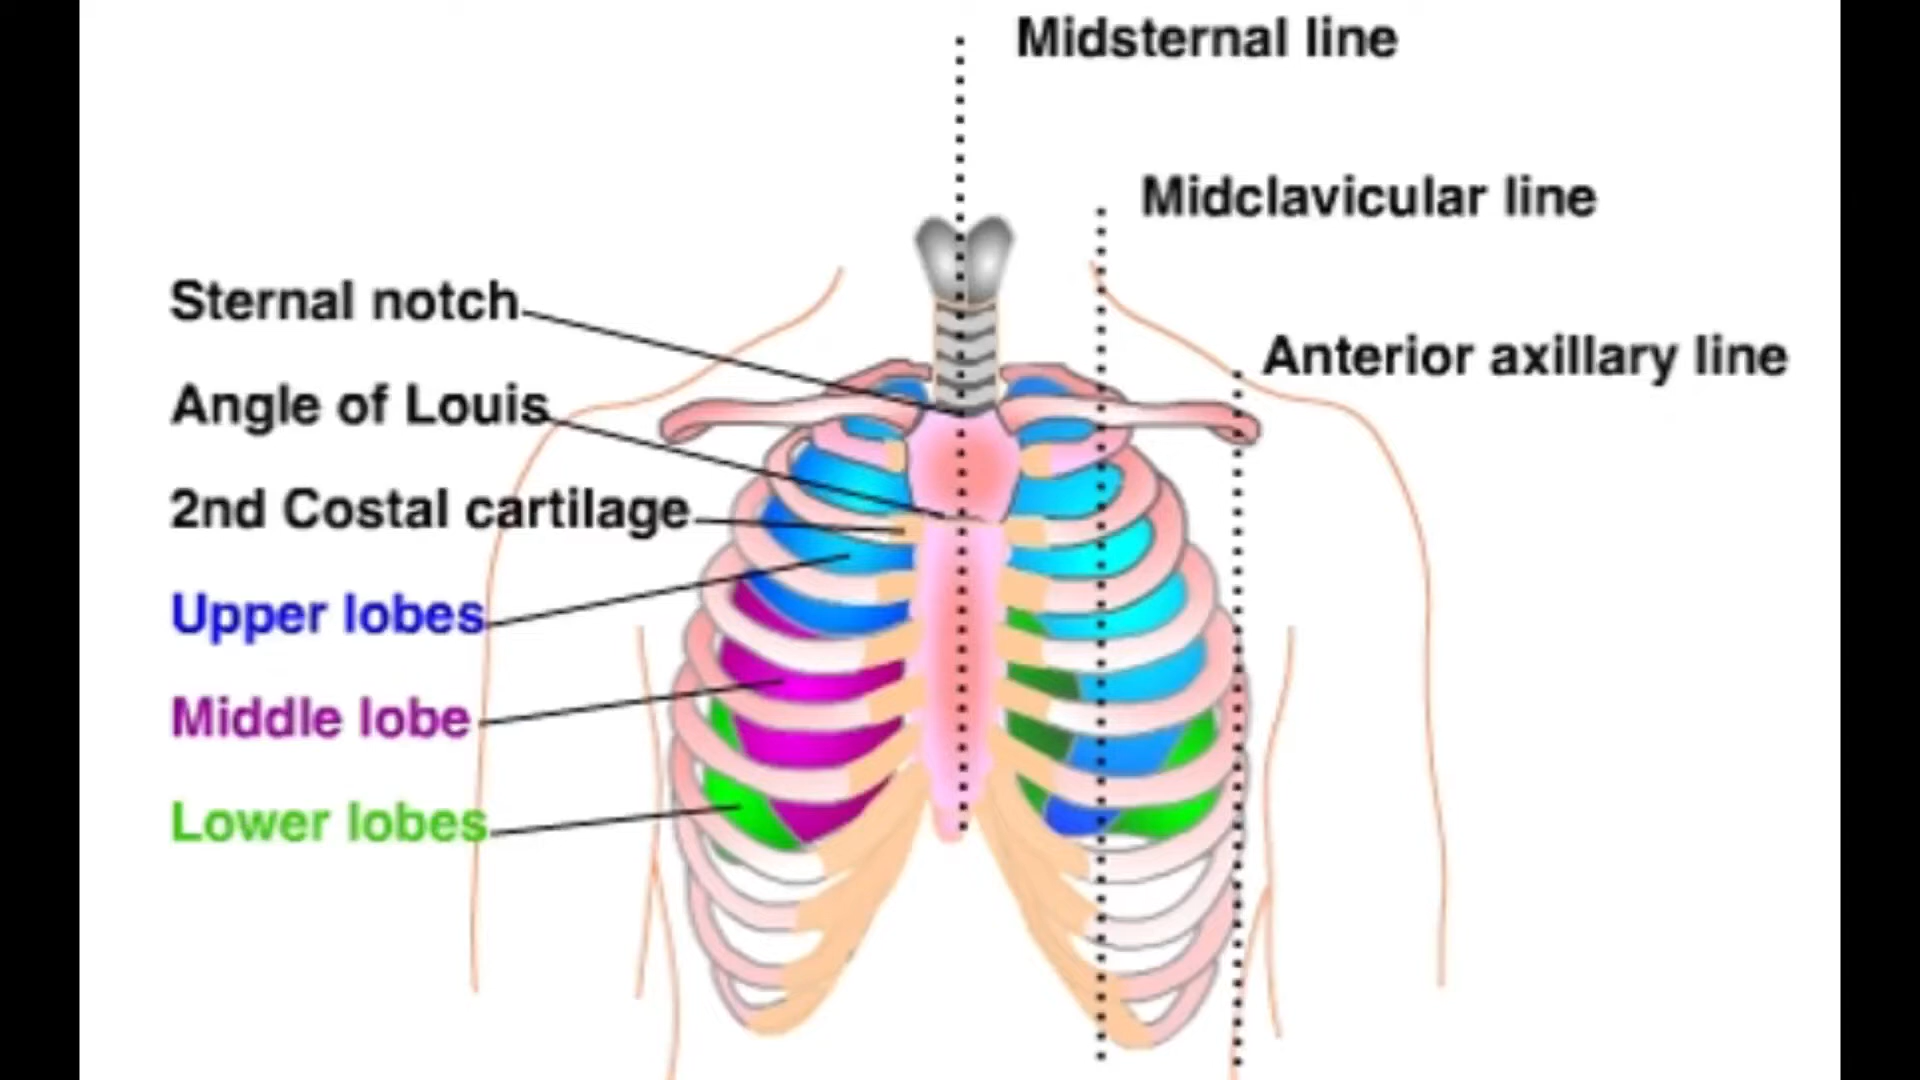 Midsternal line
Midclavicular line
Anterior axillary line
Sternal notch
Angle of Louis
2nd Costal cartilage
Upper lobes
Middle lobe
Lower lobes